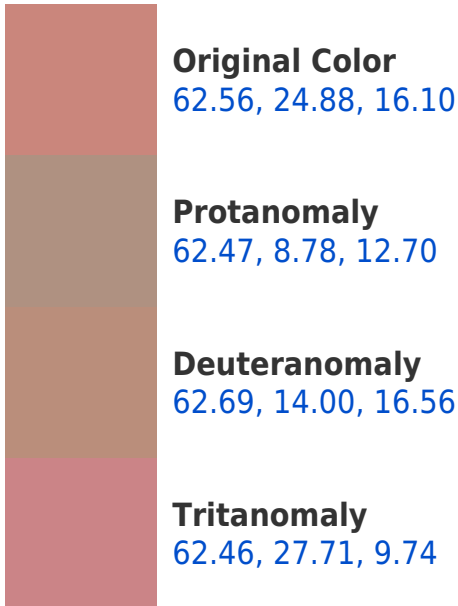 Original Color
62.56, 24.88, 16.10
Protanomaly
62.47, 8.78, 12.70
Deuteranomaly
62.69, 14.00, 16.56
Tritanomaly
62.46, 27.71, 9.74